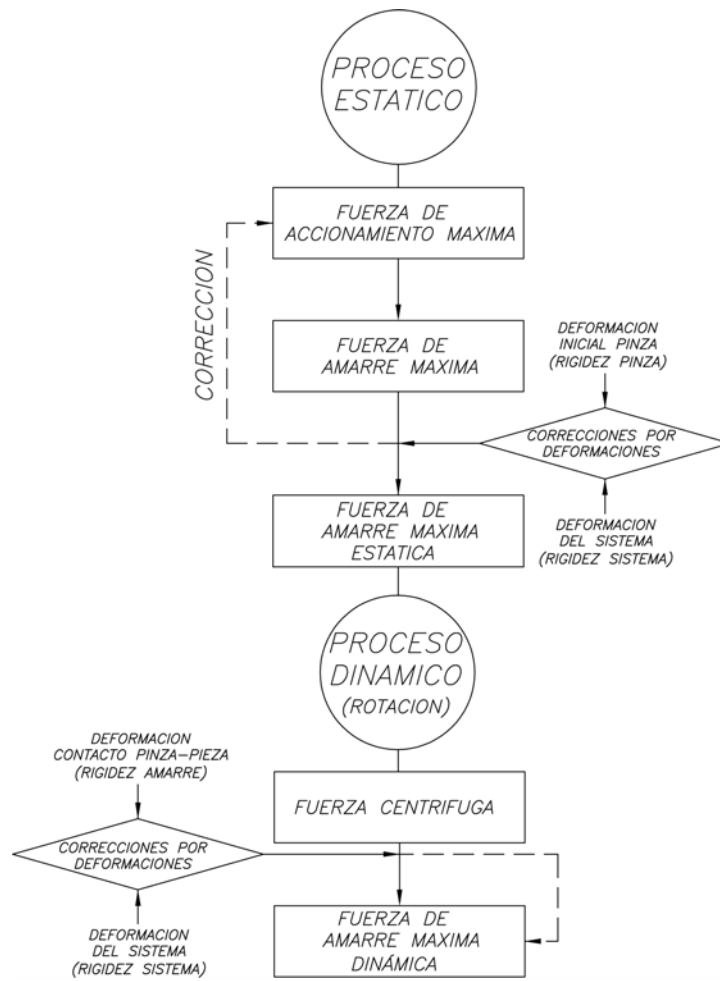 PROCESO
ESTATICO
FUERZA DE
ACCIONAMIENTO MAXIMA
CORRECCION
FUERZA DE
AMARRE MAXIMA
DEFORMACION
INICIAL PINZA
(RIGIDEZ PINZA)
CORRECCIONES POR
DEFORMACIONES
DEFORMACION
DEL SISTEMA
(RIGIDEZ SISTEMA)
FUERZA DE
AMARRE MAXIMA
ESTATICA
PROCESO
DINAMICO
(ROTACION)
DEFORMACION
CONTACTO PINZA-PIEZA
(RIGIDEZ AMARRE)
FUERZA CENTRIFUGA
CORRECCIONES POR
DEFORMACIONES
DEFORMACION
DEL SISTEMA
(RIGIDEZ SISTEMA)
FUERZA DE
AMARRE MAXIMA
DINÁMICA